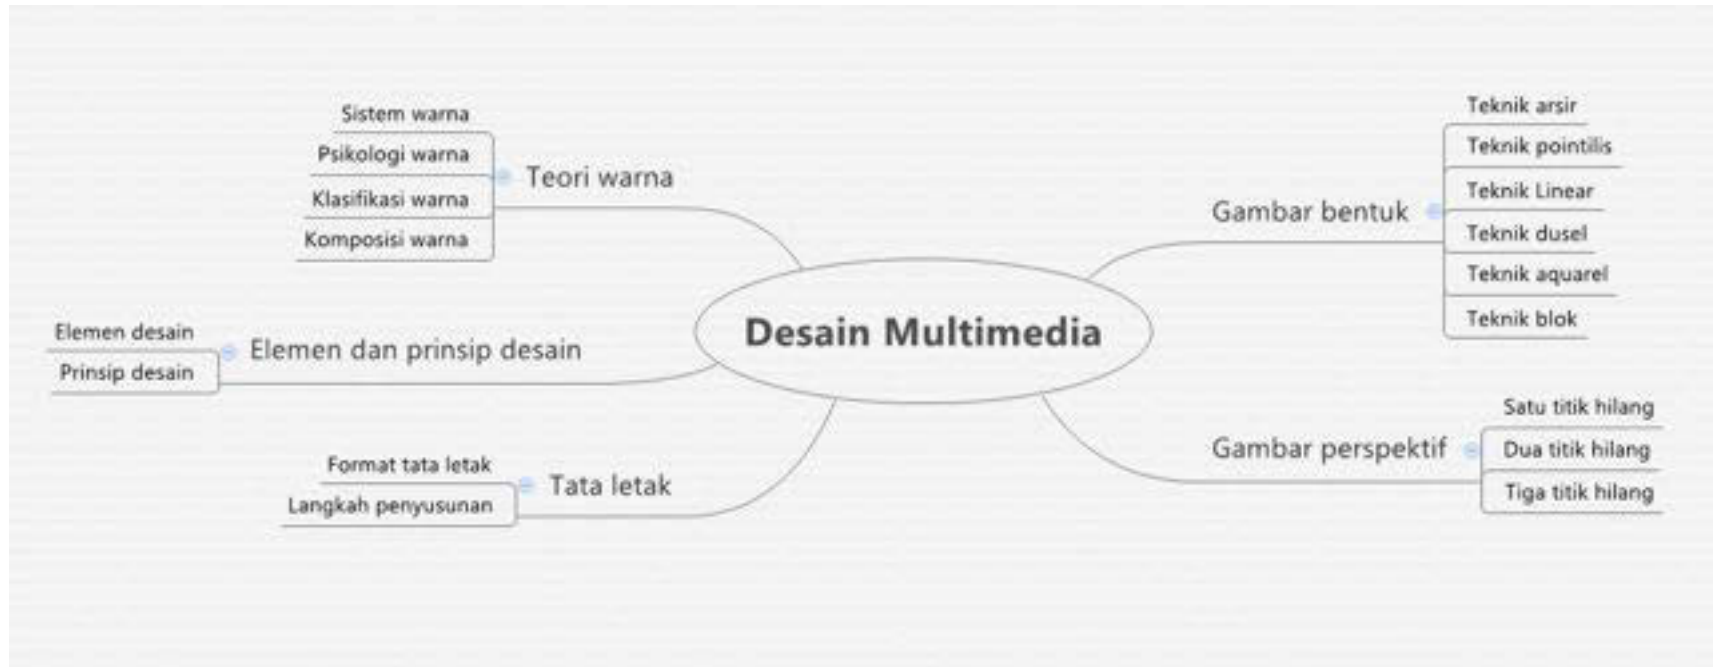 Desain Multimedia
Teori warna
Sistem warna
Psikologi warna
Klasifikasi warna
Komposisi warna
Elemen dan prinsip desain
Elemen desain
Prinsip desain
Tata letak
Format tata letak
Langkah penyusunan
Gambar bentuk
Teknik arsir
Teknik pointilis
Teknik Linear
Teknik dusel
Teknik aquarel
Teknik blok
Gambar perspektif
Satu titik hilang
Dua titik hilang
Tiga titik hilang